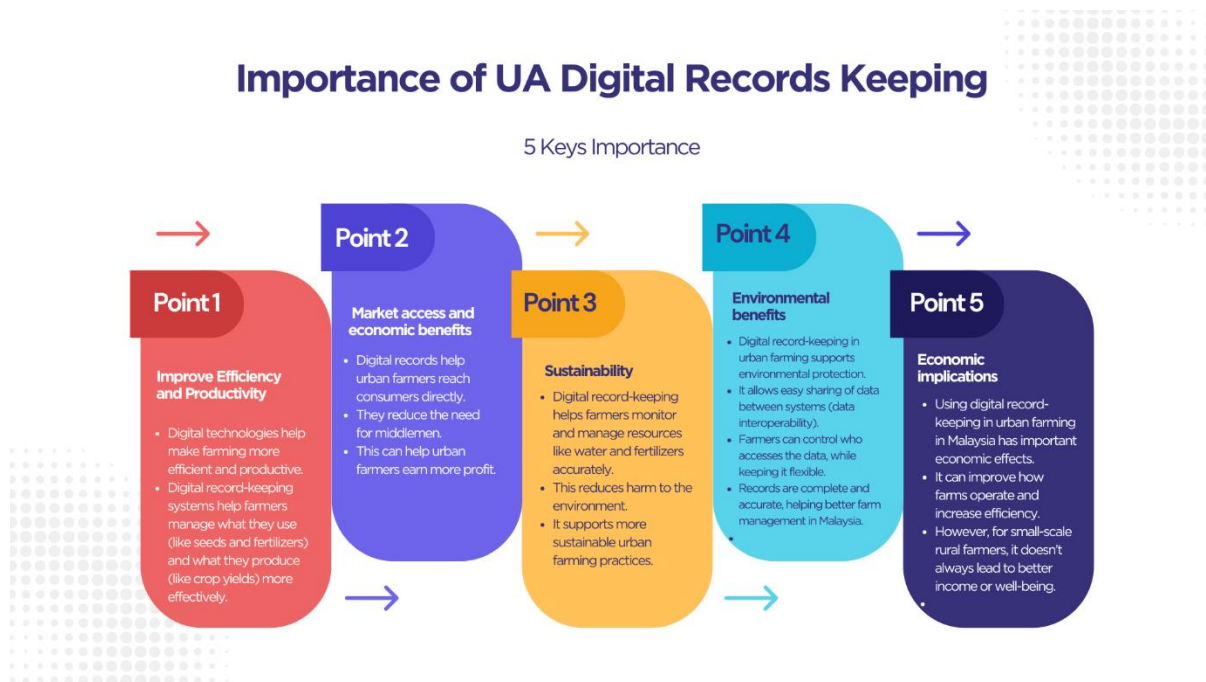 Importance of UA Digital Records Keeping
5 Keys Importance
Point 1
Improve Efficiency
and Productivity
• Digital technologies help
make farming more
efficient and productive.
• Digital record-keeping
systems help farmers
manage what they use
(like seeds and fertilizers)
and what they produce
(like crop yields) more
effectively.
Point 2
Market access and
economic benefits
• Digital records help
urban farmers reach
consumers directly.
• They reduce the need
for middlemen.
• This can help urban
farmers earn more profit.
Point 3
Sustainability
• Digital record-keeping
helps farmers monitor
and manage resources
like water and fertilizers
accurately.
• This reduces harm to the
environment.
• It supports more
sustainable urban
farming practices.
Point 4
Environmental
benefits
• Digital record-keeping in
urban farming supports
environmental protection.
• It allows easy sharing of data
between systems (data
interoperability).
• Farmers can control who
accesses the data, while
keeping it flexible.
• Records are complete and
accurate, helping better farm
management in Malaysia.
•
Point 5
Economic
implications
• Using digital record-
keeping in urban farming
in Malaysia has important
economic effects.
• It can improve how
farms operate and
increase efficiency.
• However, for small-scale
rural farmers, it doesn't
always lead to better
income or well-being.
•